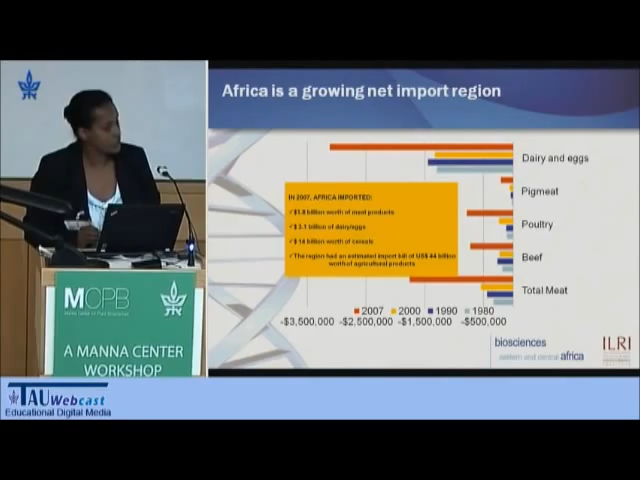 Africa is a growing net import region
Dairy and eggs
Pigmeat
Poultry
Beef
Total Meat
IN 2007, AFRICA IMPORTED:
✓$1.8 billion worth of meat products
✓$ 3.1 billion of dairy/eggs
✓$ 14 billion worth of cereals
✓The region had an estimated import bill of US$ 44 billion
worth of agricultural products
2007 2000 1990 1980
-$3,500,000 -$2,500,000 -$1,500,000 -$500,000
biosciences
eastern and central africa
ILRI
MCPB
A MANNA CENTER
WORKSHOP
TAU Webcast
Educational Digital Media